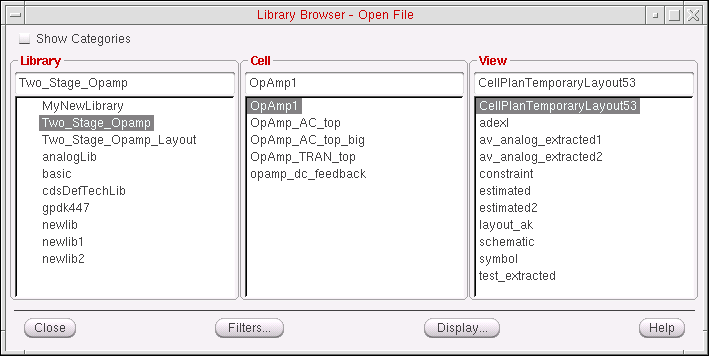 Library Browser - Open File
Show Categories
Library
Two_Stage_Opamp
MyNewLibrary
Two_Stage_Opamp
Two_Stage_Opamp_Layout
analogLib
basic
cdsDefTechLib
gpdk447
newlib
newlib1
newlib2
Cell
OpAmp1
OpAmp1
OpAmp_AC_top
OpAmp_AC_top_big
OpAmp_TRAN_top
opamp_dc_feedback
View
CellPlanTemporaryLayout53
CellPlanTemporaryLayout53
adexl
av_analog_extracted1
av_analog_extracted2
constraint
estimated
estimated2
layout_ak
schematic
symbol
test_extracted
Close
Filters...
Display...
Help